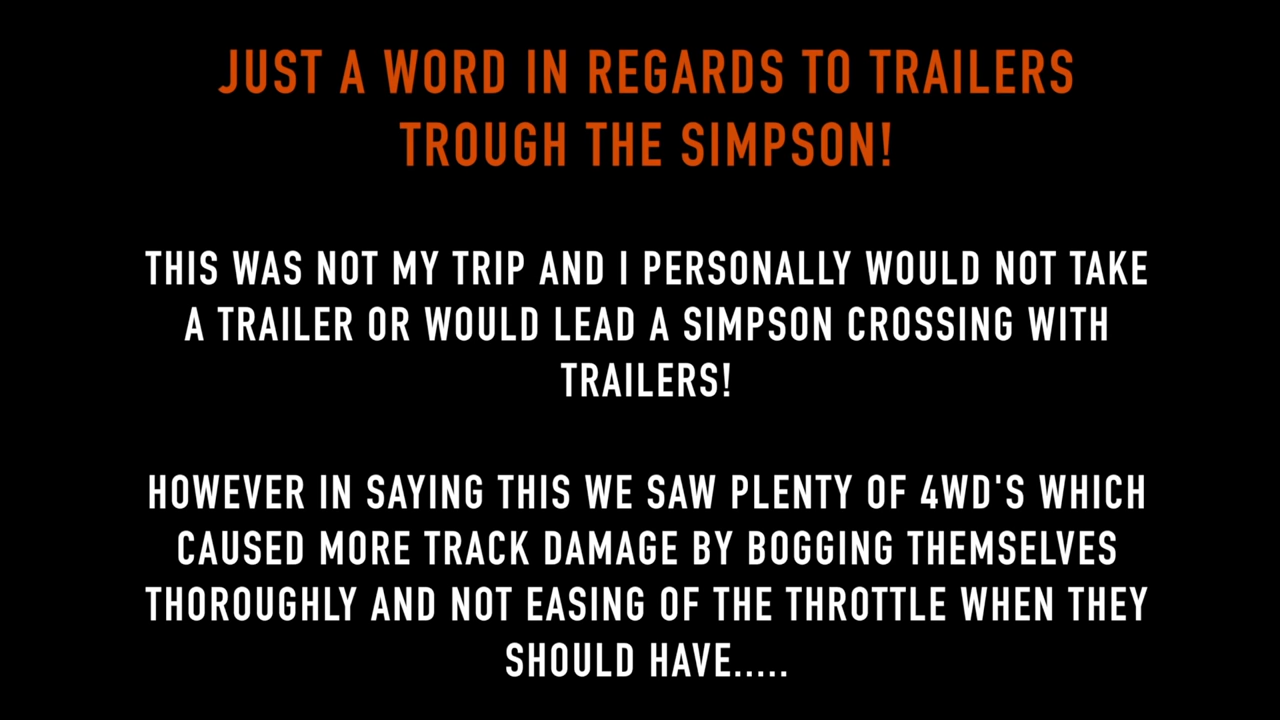 JUST A WORD IN REGARDS TO TRAILERS
TROUGH THE SIMPSON!
THIS WAS NOT MY TRIP AND I PERSONALLY WOULD NOT TAKE
A TRAILER OR WOULD LEAD A SIMPSON CROSSING WITH
TRAILERS!
HOWEVER IN SAYING THIS WE SAW PLENTY OF 4WD'S WHICH
CAUSED MORE TRACK DAMAGE BY BOGGING THEMSELVES
THOROUGHLY AND NOT EASING OF THE THROTTLE WHEN THEY
SHOULD HAVE.....